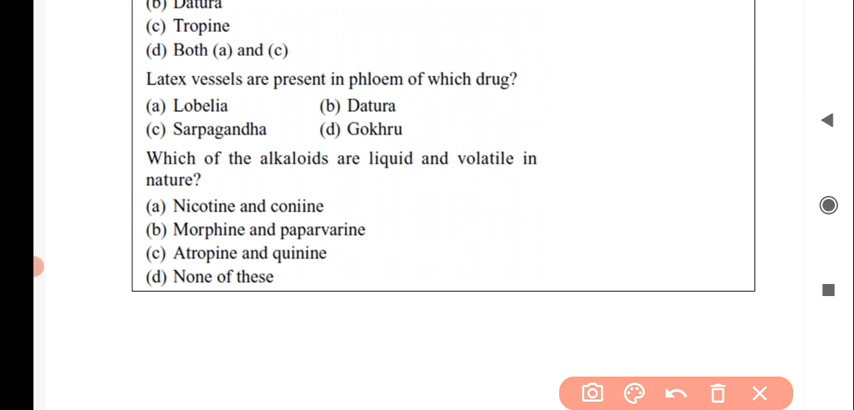 (b) Datura
(c) Tropine
(d) Both (a) and (c)
Latex vessels are present in phloem of which drug?
(a) Lobelia (b) Datura
(c) Sarpagandha (d) Gokhru
Which of the alkaloids are liquid and volatile in
nature?
(a) Nicotine and coniine
(b) Morphine and paparvarine
(c) Atropine and quinine
(d) None of these